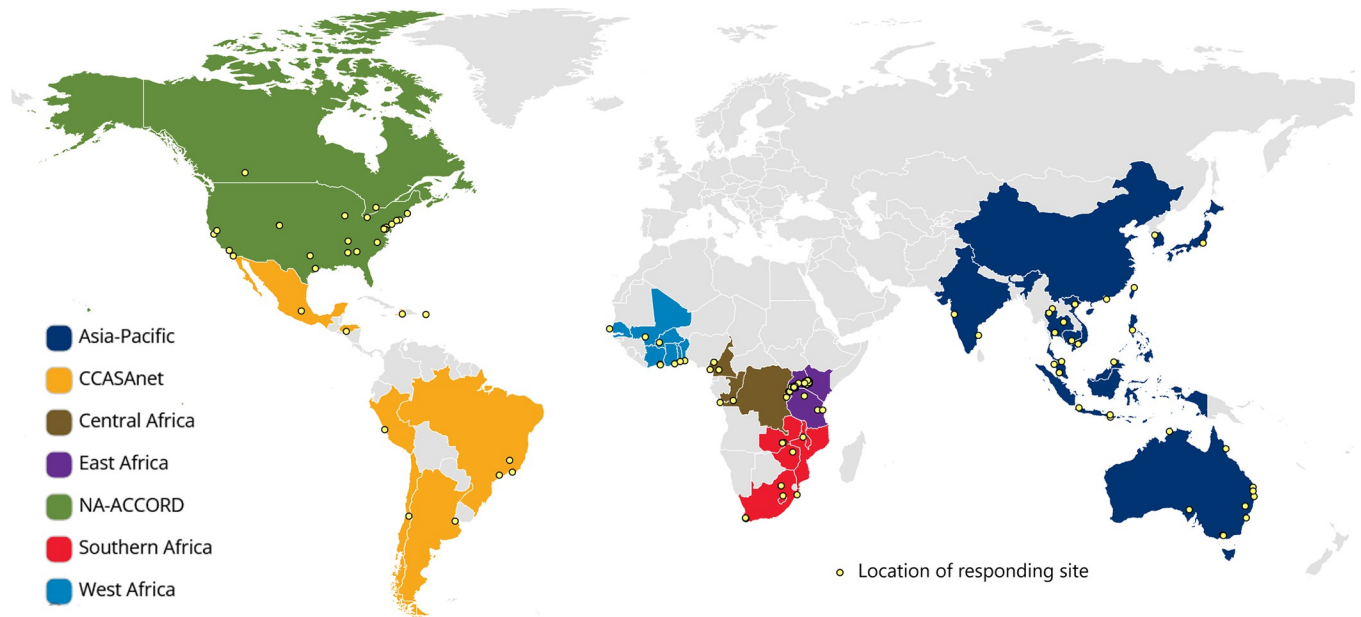 Asia-Pacific
CCASAnet
Central Africa
East Africa
NA-ACCORD
Southern Africa
West Africa
Location of responding site